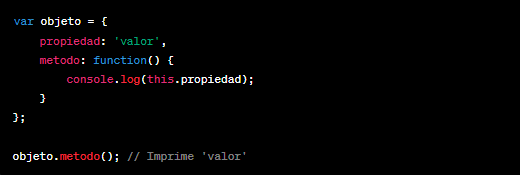 var objeto = {
    propiedad: 'valor',
    metodo: function() {
        console.log(this.propiedad);
    }
};

objeto.metodo(); // Imprime 'valor'